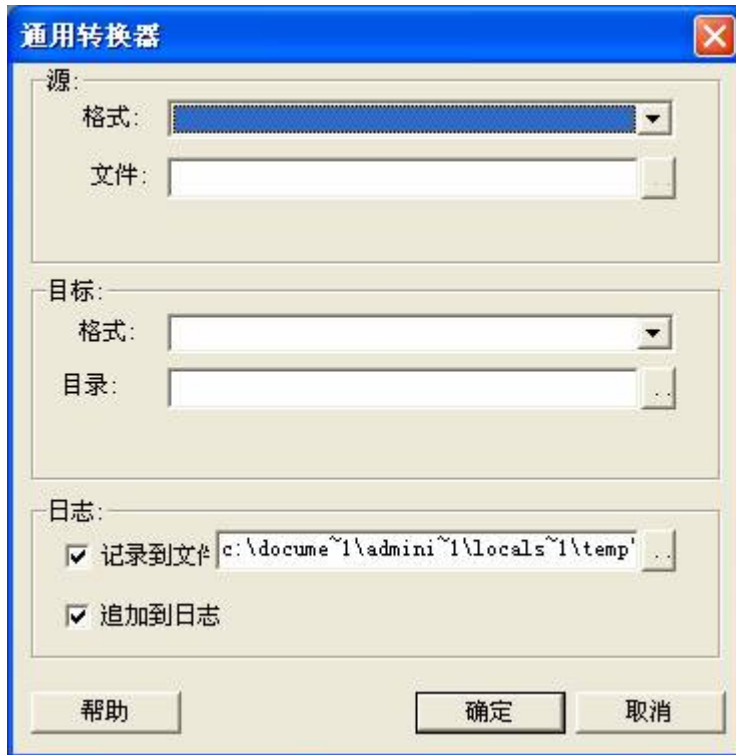 通用转换器
源:
格式:
文件:
..
目标:
格式:
目录:
..
日志:
记录到文件 c:\docume~1\admini~1\locals~1\temp' ..
追加到日志
帮助 确定 取消